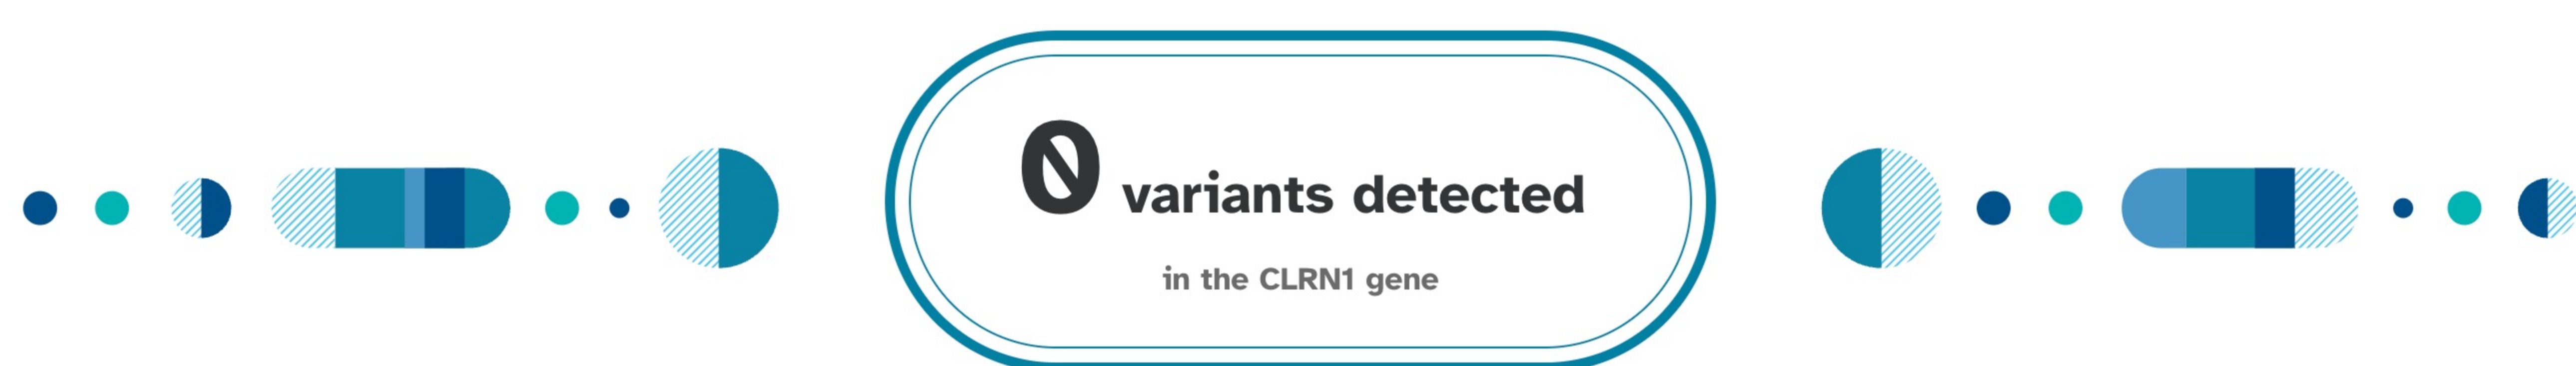 0 variants detected
in the CLRN1 gene